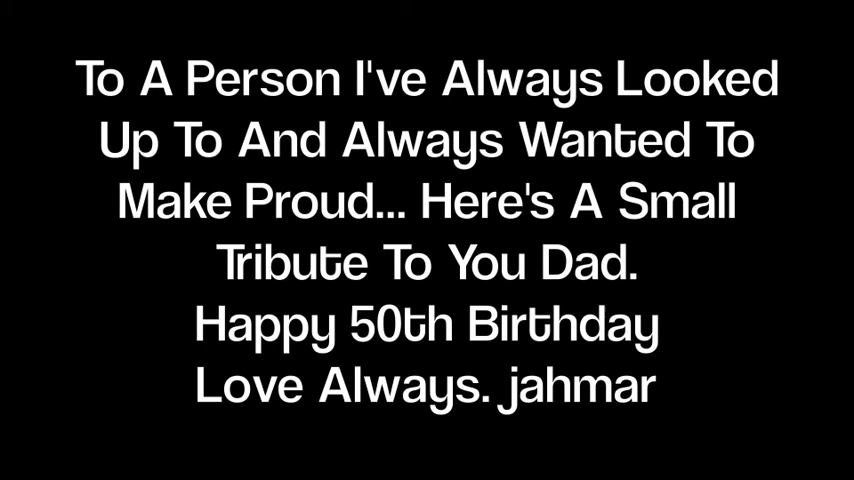 To A Person I've Always Looked
Up To And Always Wanted To
Make Proud... Here's A Small
Tribute To You Dad.
Happy 50th Birthday
Love Always. jahmar